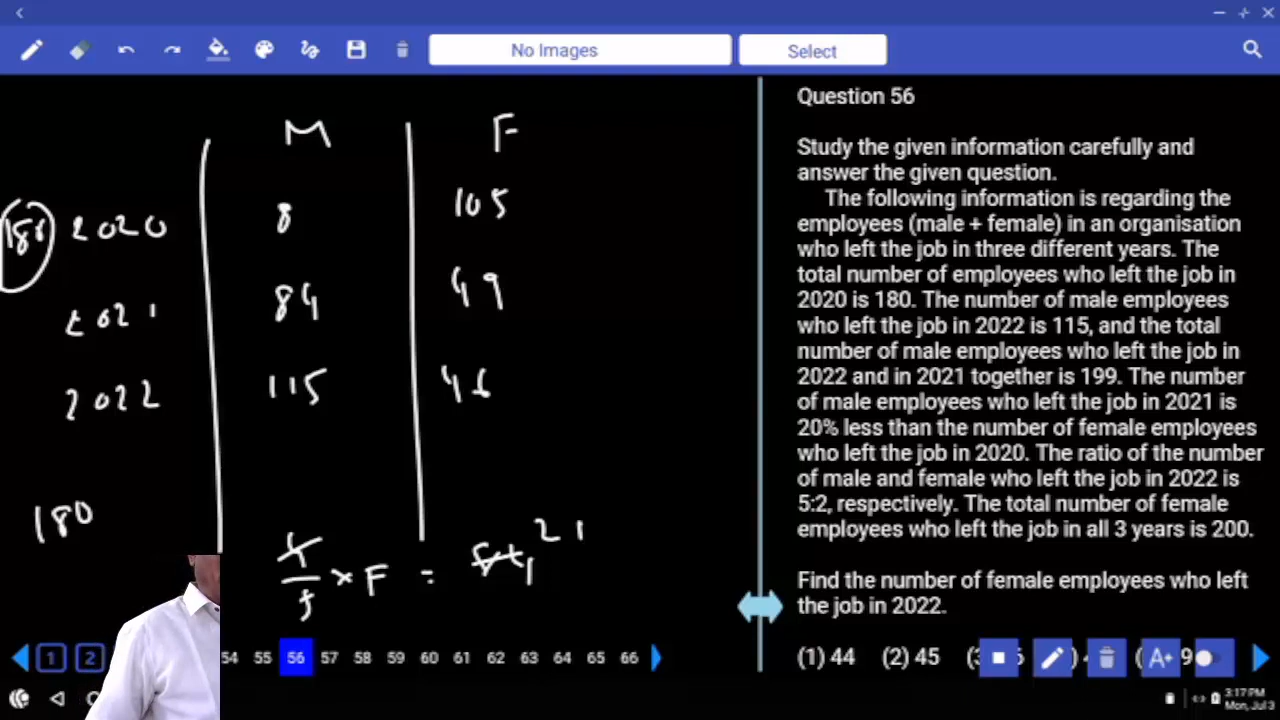 No Images
Select
M F
180 2020 8 105
2021 84 49
2022 115 46
180
4/5 × F = 84 21
Question 56
Study the given information carefully and
answer the given question.
The following information is regarding the
employees (male + female) in an organisation
who left the job in three different years. The
total number of employees who left the job in
2020 is 180. The number of male employees
who left the job in 2022 is 115, and the total
number of male employees who left the job in
2022 and in 2021 together is 199. The number
of male employees who left the job in 2021 is
20% less than the number of female employees
who left the job in 2020. The ratio of the number
of male and female who left the job in 2022 is
5:2, respectively. The total number of female
employees who left the job in all 3 years is 200.
Find the number of female employees who left
the job in 2022.
(1) 44 (2) 45
A+
1 2 54 55 56 57 58 59 60 61 62 63 64 65 66
3:17PM
Mon, Jul 3